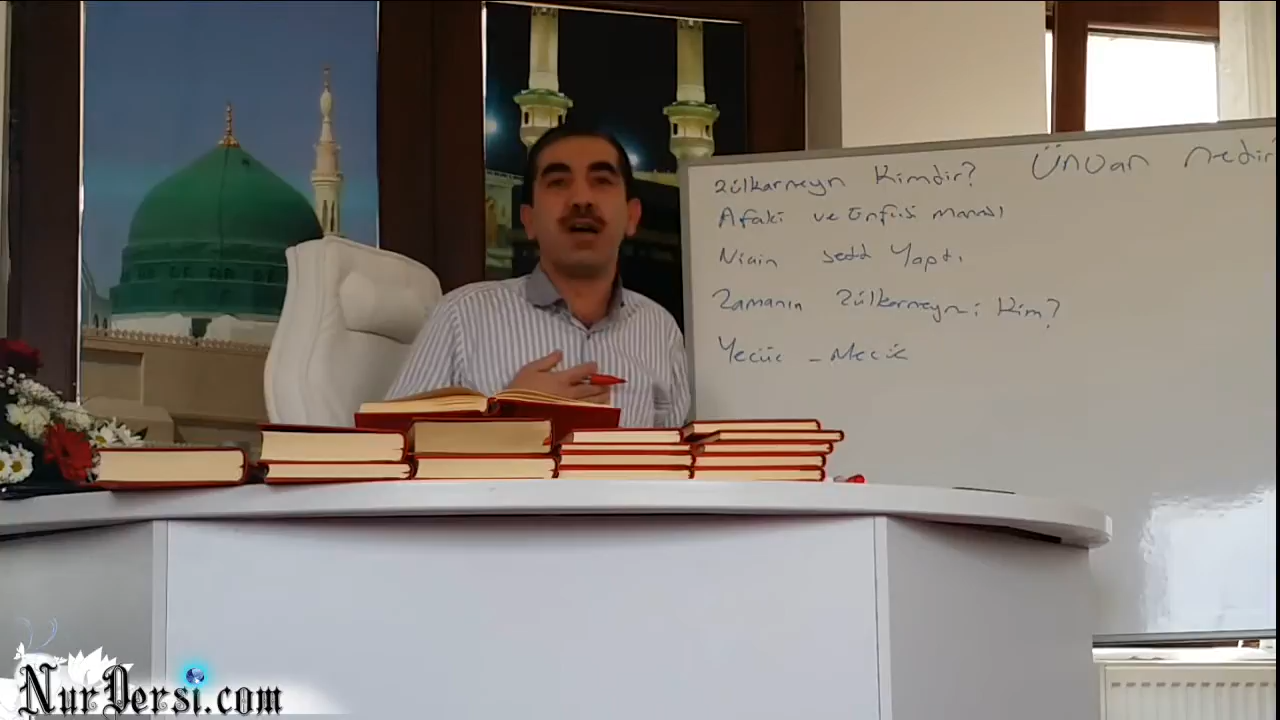 Zülkarneyn Kimdir?
Ünvan nedir
Afaki ve Enfüsi manası
Niçin sedd Yaptı
Zamanın Zülkarneyni Kim?
Yecüc - Mecüc
NurDersi.com